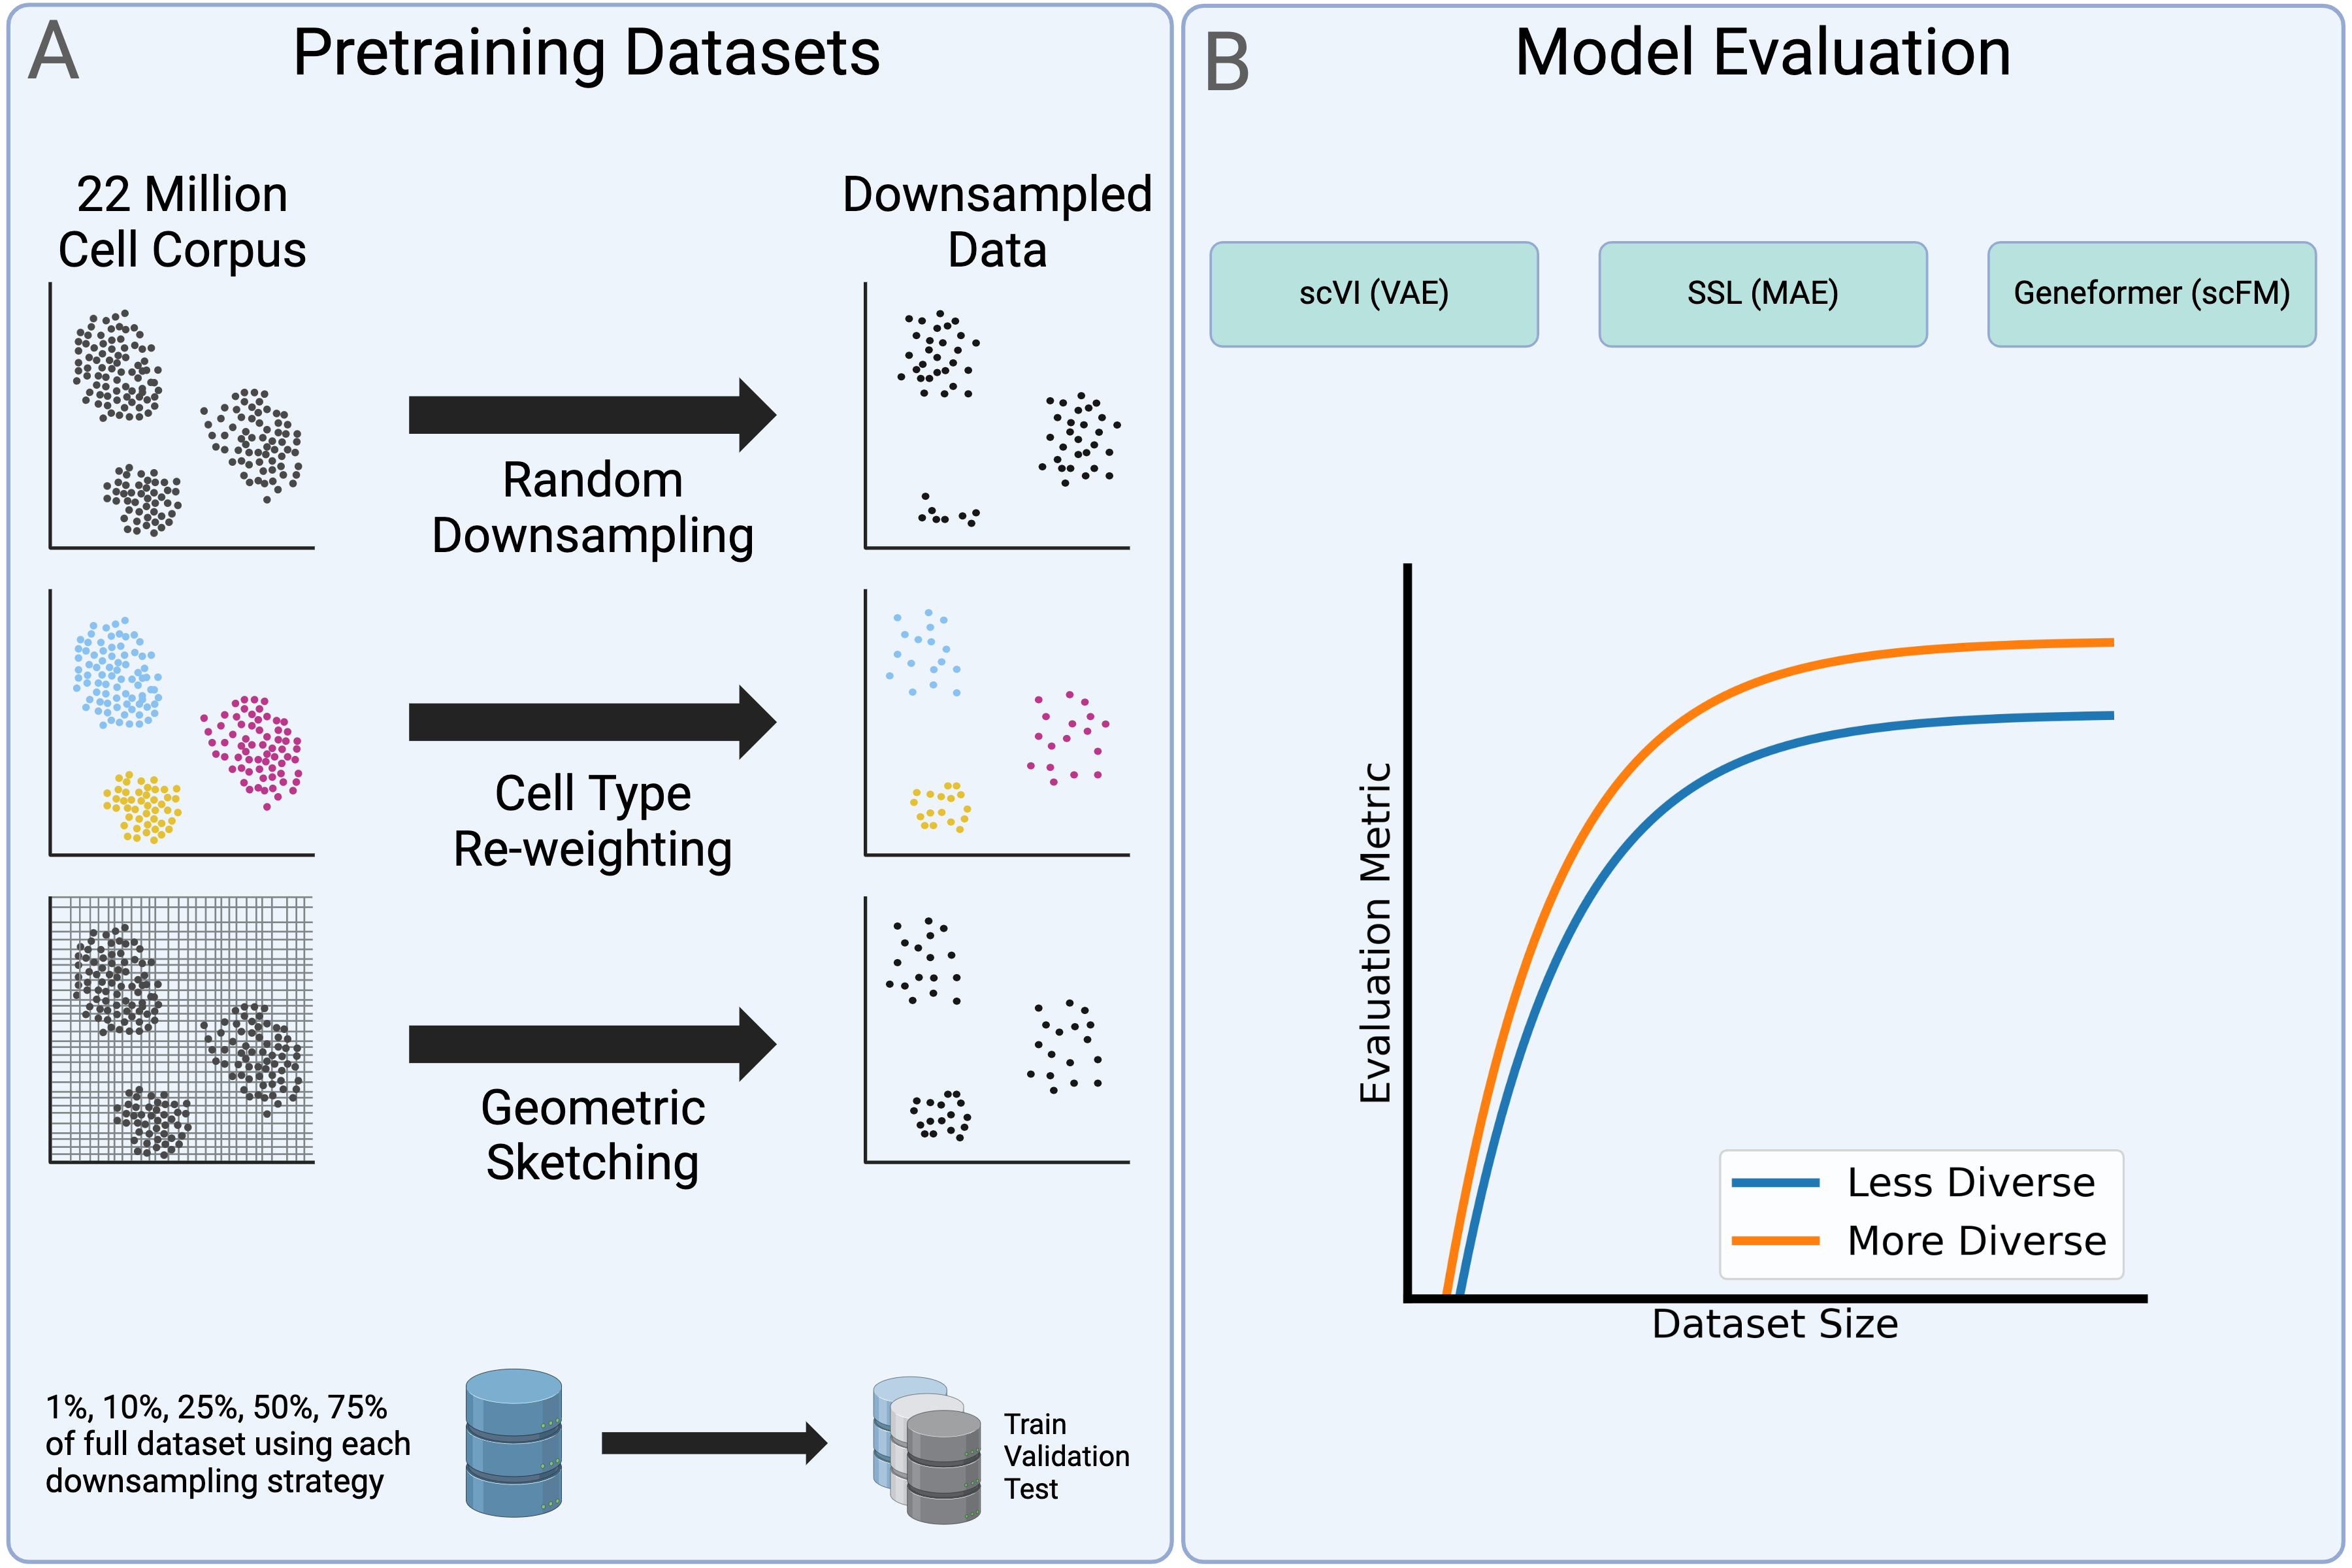 A
Pretraining Datasets
22 Million
Cell Corpus
Downsampled
Data
Random
Downsampling
Cell Type
Re-weighting
Geometric
Sketching
1%, 10%, 25%, 50%, 75%
of full dataset using each
downsampling strategy
Train
Validation
Test
B
Model Evaluation
scVI (VAE)
SSL (MAE)
Geneformer (scFM)
Evaluation Metric
Less Diverse
More Diverse
Dataset Size